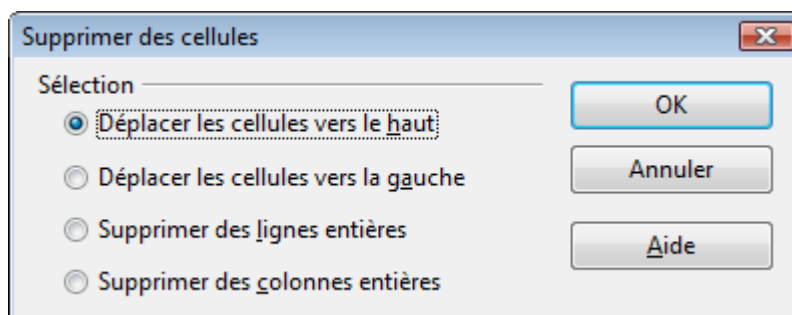 Supprimer des cellules
Sélection
Déplacer les cellules vers le haut
Déplacer les cellules vers la gauche
Supprimer des lignes entières
Supprimer des colonnes entières
OK
Annuler
Aide